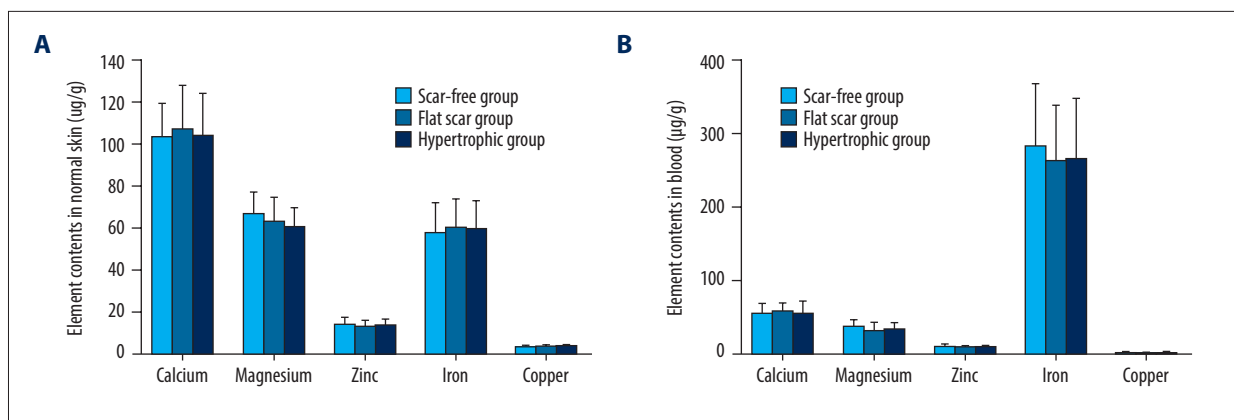 A
Element contents in normal skin (ug/g)
140
120
100
80
60
40
20
0
Scar-free group
Flat scar group
Hypertrophic group
Calcium Magnesium Zinc Iron Copper
B
Element contents in blood (µg/g)
400
300
200
100
0
Scar-free group
Flat scar group
Hypertrophic group
Calcium Magnesium Zinc Iron Copper